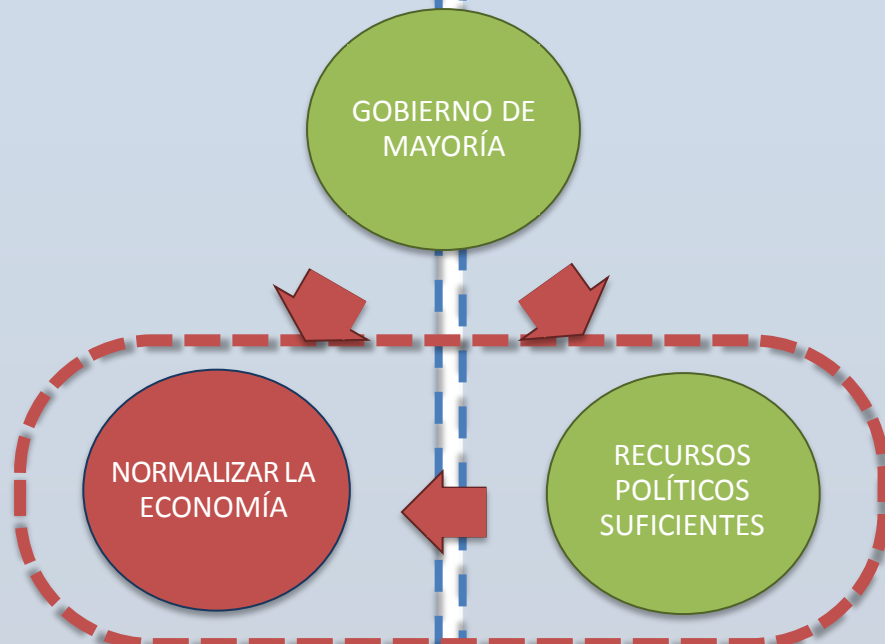 GOBIERNO DE
MAYORÍA
NORMALIZAR LA
ECONOMÍA
RECURSOS
POLÍTICOS
SUFICIENTES